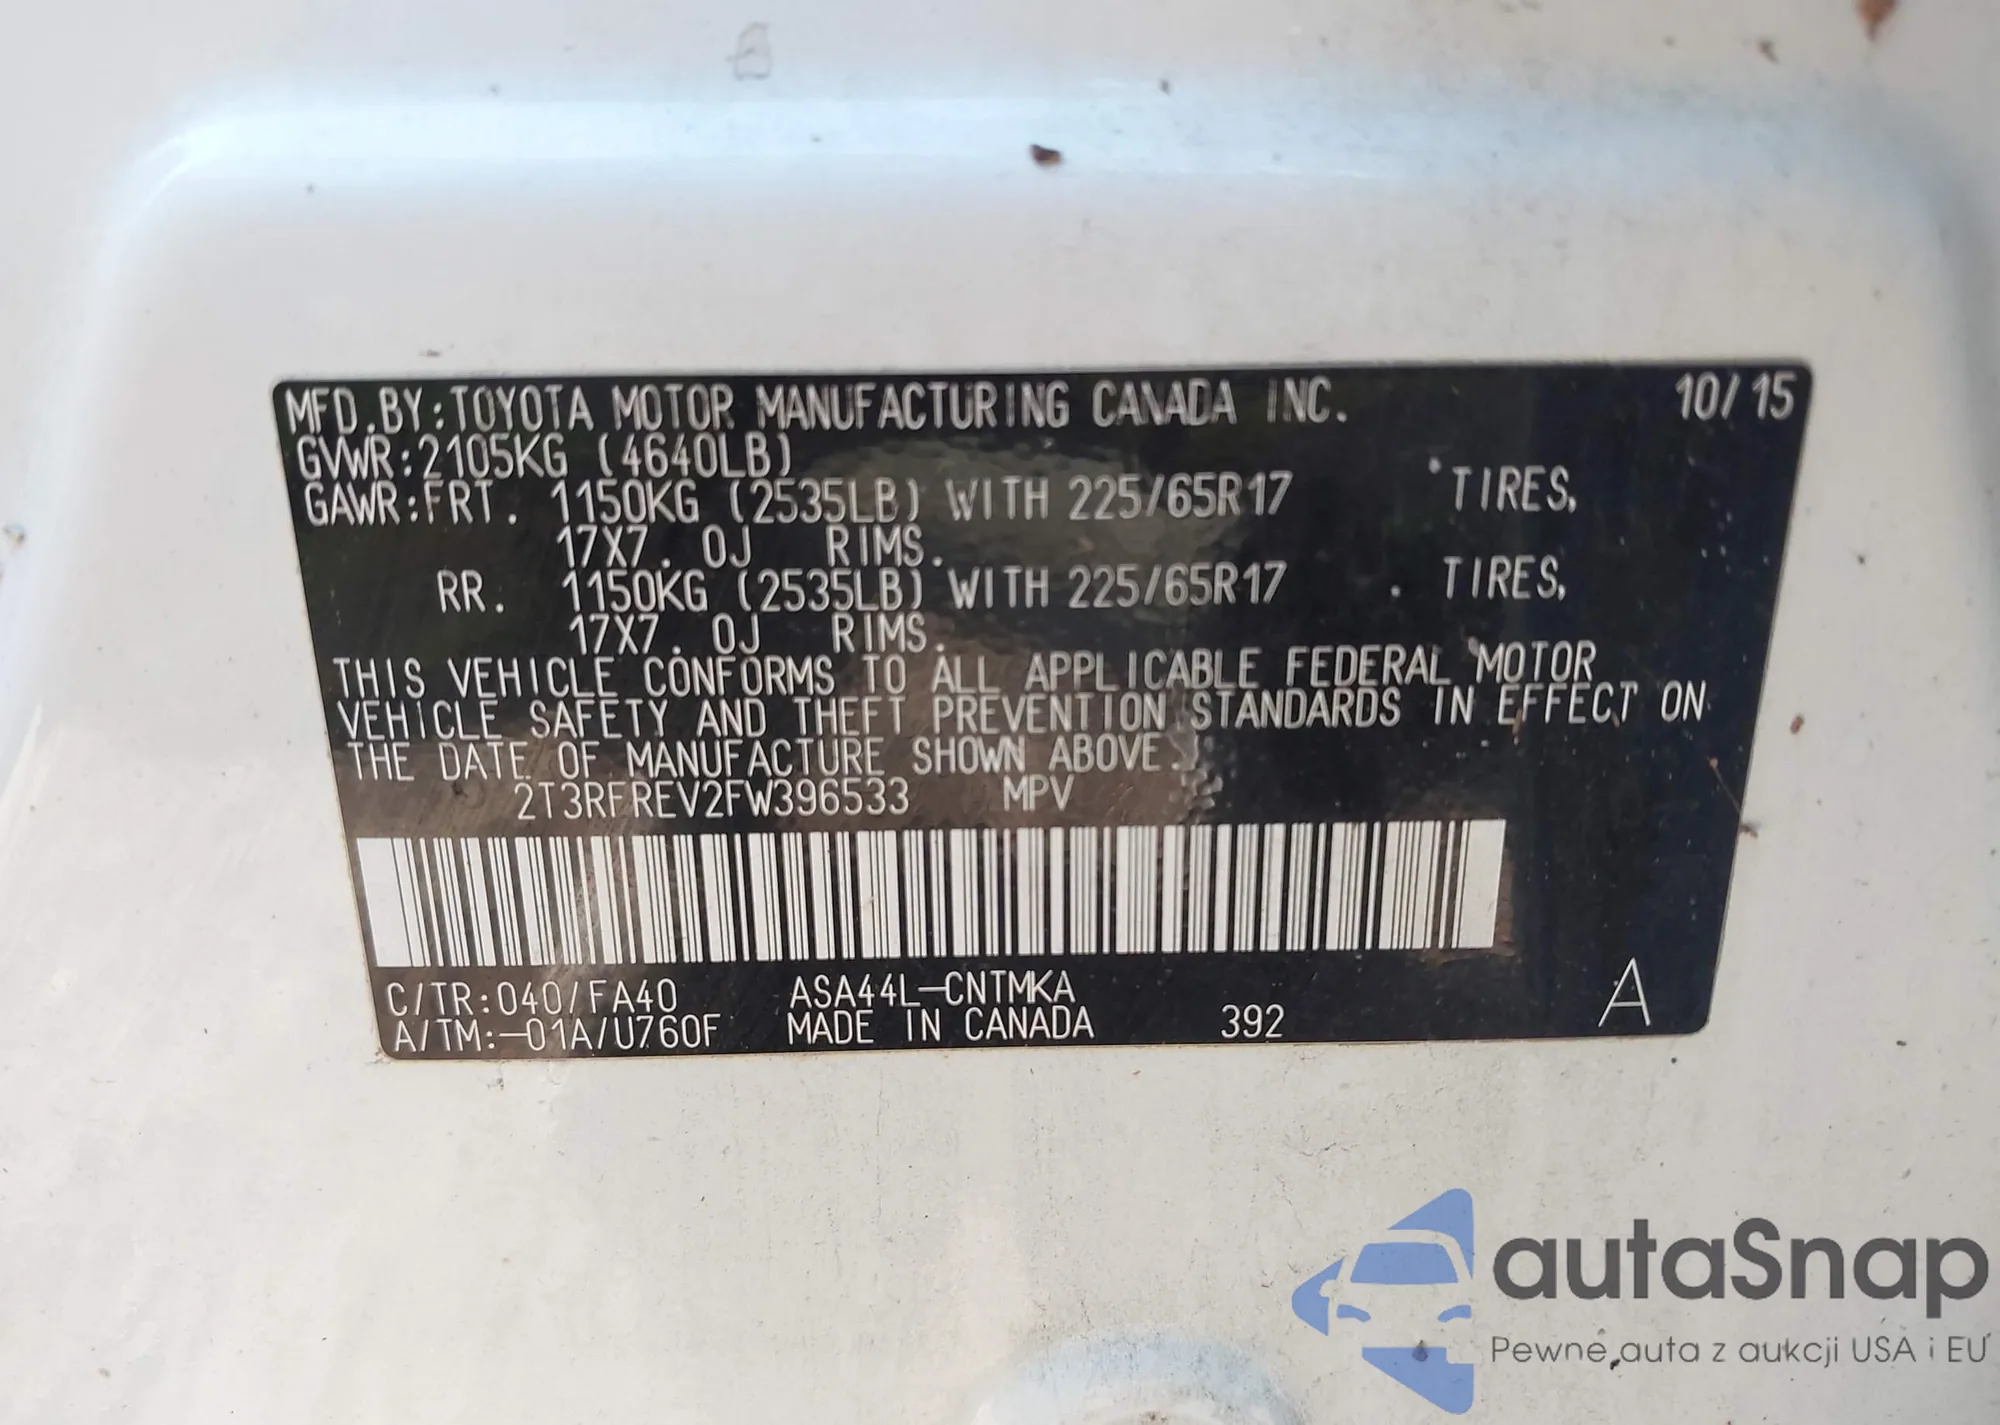 MFD.BY:TOYOTA MOTOR MANUFACTURING CANADA INC. 10/15
GVWR:2105KG (4640LB)
GAWR:FRT. 1150KG (2535LB) WITH 225/65R17 TIRES,
17X7.0J RIMS.
RR. 1150KG (2535LB) WITH 225/65R17 TIRES,
17X7.0J RIMS.
THIS VEHICLE CONFORMS TO ALL APPLICABLE FEDERAL MOTOR
VEHICLE SAFETY AND THEFT PREVENTION STANDARDS IN EFFECT ON
THE DATE OF MANUFACTURE SHOWN ABOVE.
2T3RFREV2FW396533 MPV
C/TR:040/FA40 ASA44L-CNTMKA
A/TM:-01A/U760F MADE IN CANADA 392 A
autaSnap
Pewne auta z aukcji USA i EU